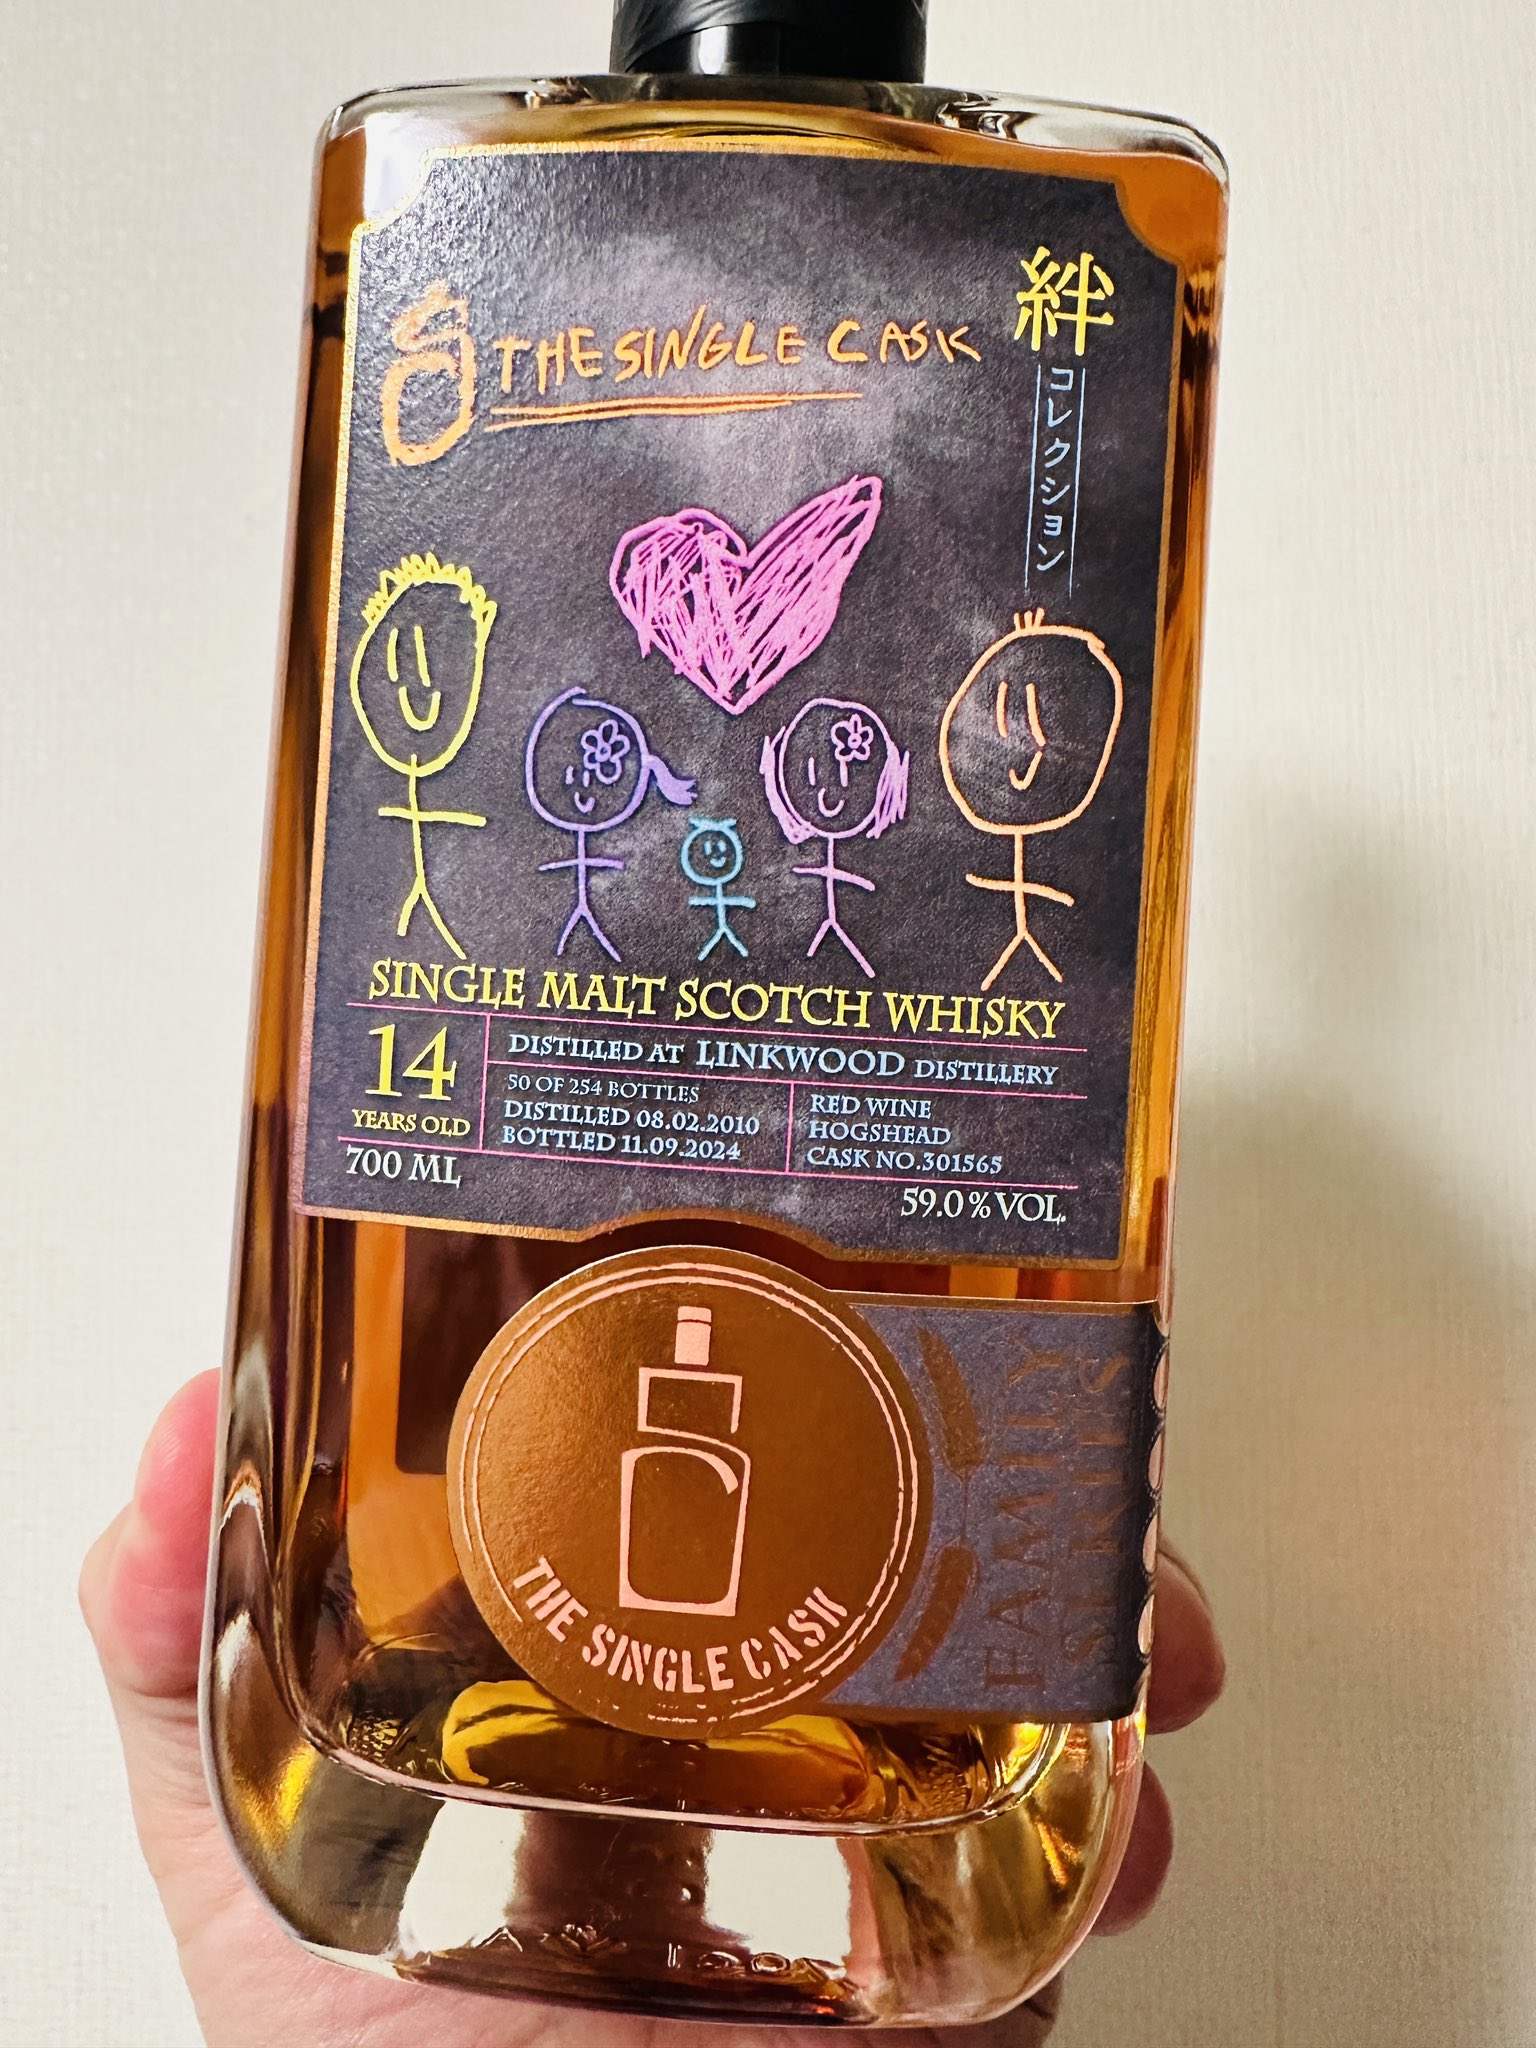 THE SINGLE CASK
絆
コレクション
SINGLE MALT SCOTCH WHISKY
14
YEARS OLD
DISTILLED AT LINKWOOD DISTILLERY
50 OF 254 BOTTLES
DISTILLED 08.02.2010
BOTTLED 11.09.2024
RED WINE
HOGSHEAD
CASK NO.301565
700 ML
59.0% VOL.
THE SINGLE CASK
FAMILY
SERIES